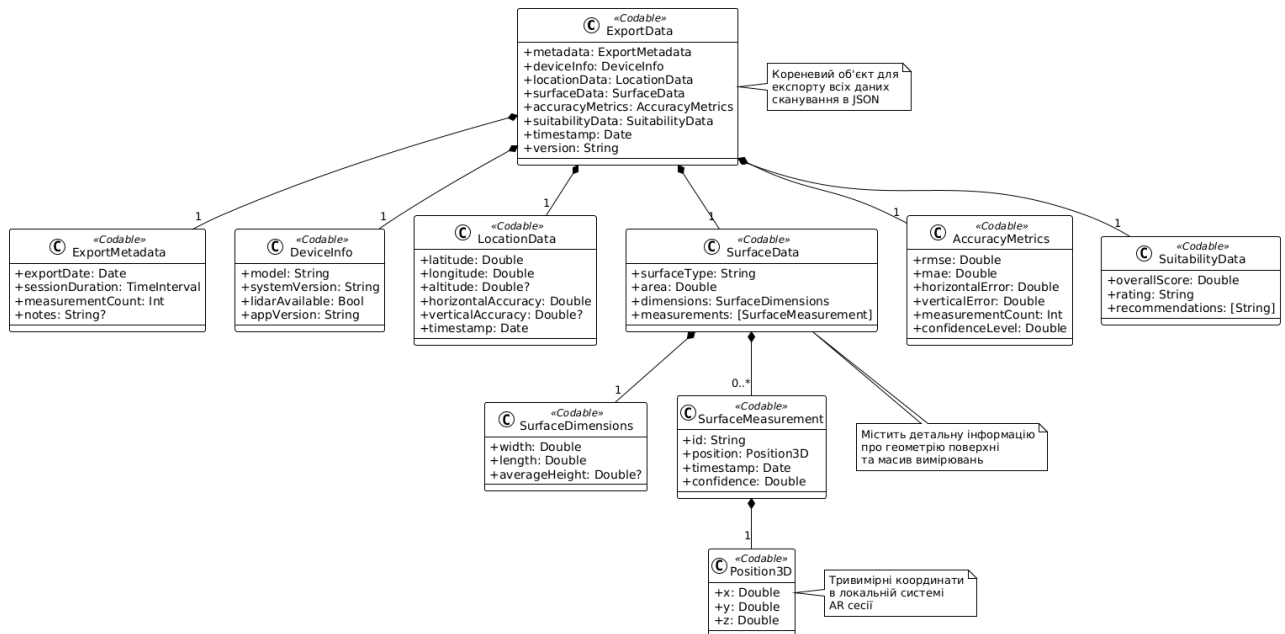 C «Codable»
ExportData
+metadata: ExportMetadata
+deviceInfo: DeviceInfo
+locationData: LocationData
+surfaceData: SurfaceData
+accuracyMetrics: AccuracyMetrics
+suitabilityData: SuitabilityData
+timestamp: Date
+version: String
Кореневий об'єкт для
експорту всіх даних
сканування в JSON
1
1
1
1
1
1
C «Codable»
ExportMetadata
+exportDate: Date
+sessionDuration: TimeInterval
+measurementCount: Int
+notes: String?
C «Codable»
DeviceInfo
+model: String
+systemVersion: String
+lidarAvailable: Bool
+appVersion: String
C «Codable»
LocationData
+latitude: Double
+longitude: Double
+altitude: Double?
+horizontalAccuracy: Double
+verticalAccuracy: Double?
+timestamp: Date
C «Codable»
SurfaceData
+surfaceType: String
+area: Double
+dimensions: SurfaceDimensions
+measurements: [SurfaceMeasurement]
C «Codable»
AccuracyMetrics
+rmse: Double
+mae: Double
+horizontalError: Double
+verticalError: Double
+measurementCount: Int
+confidenceLevel: Double
C «Codable»
SuitabilityData
+overallScore: Double
+rating: String
+recommendations: [String]
1
0..*
C «Codable»
SurfaceDimensions
+width: Double
+length: Double
+averageHeight: Double?
C «Codable»
SurfaceMeasurement
+id: String
+position: Position3D
+timestamp: Date
+confidence: Double
Містить детальну інформацію
про геометрію поверхні
та масив вимірювань
1
C «Codable»
Position3D
+x: Double
+y: Double
+z: Double
Тривимірні координати
в локальній системі
AR сесії